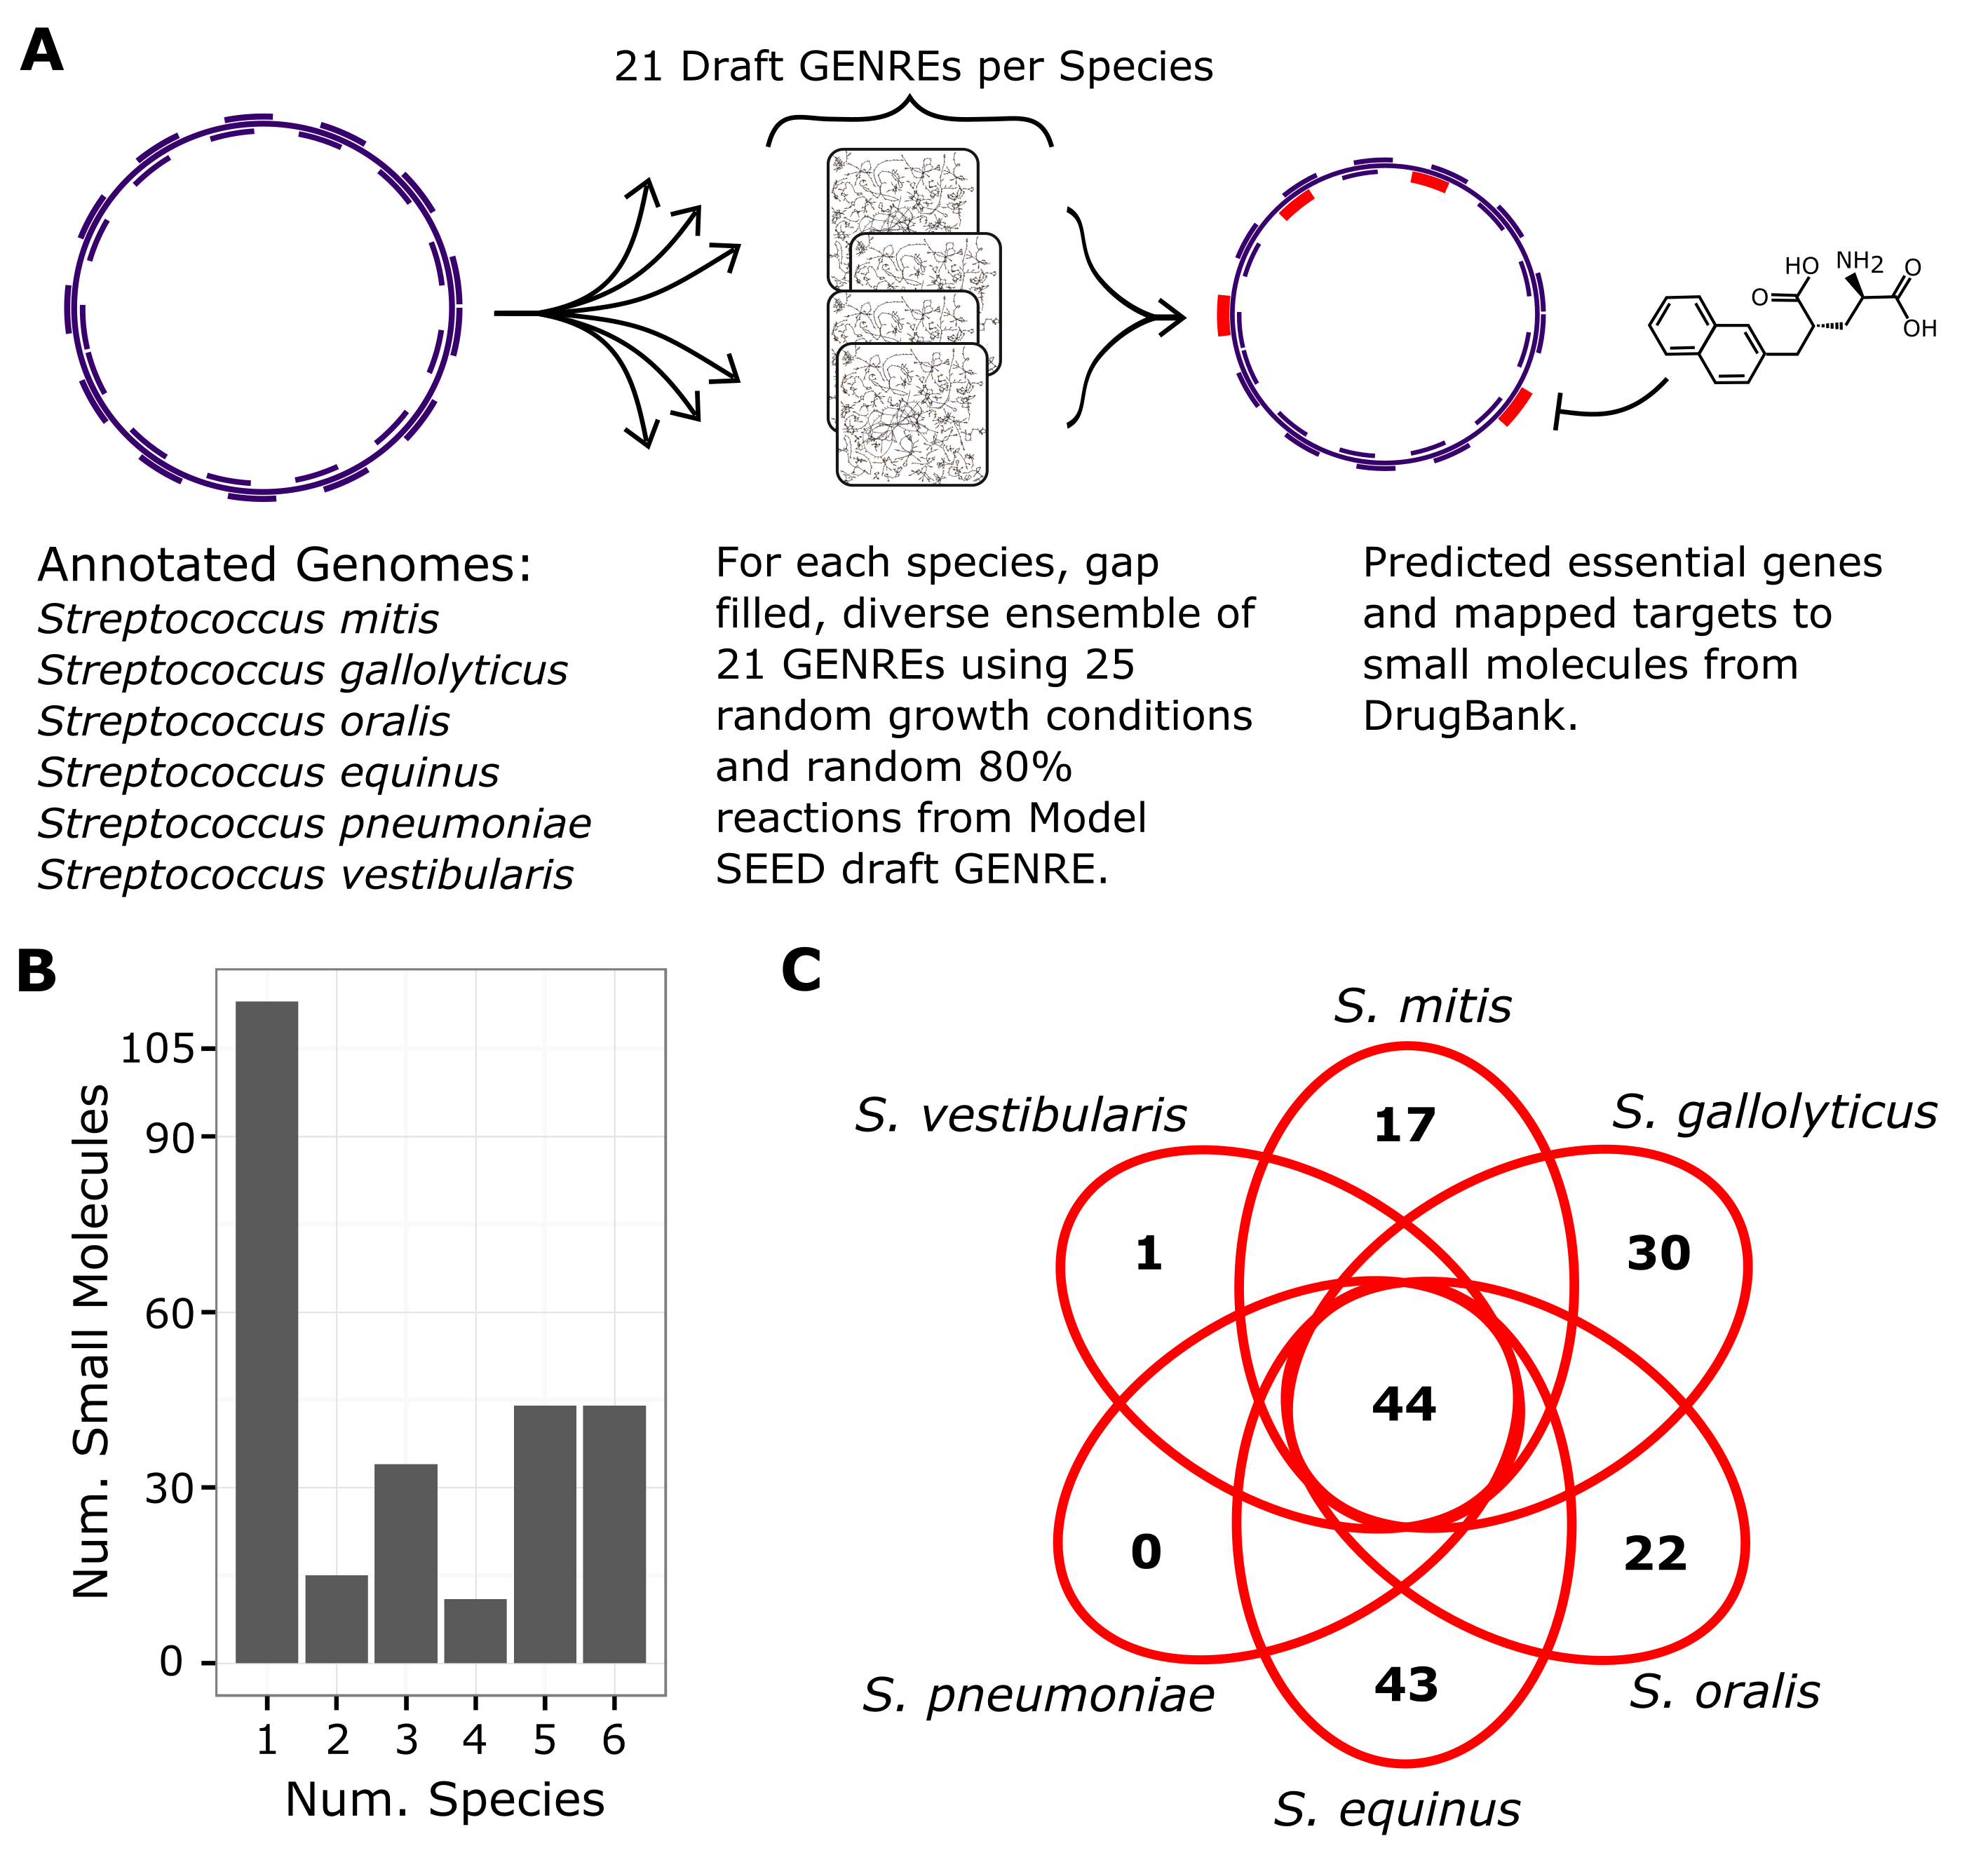 A
21 Draft GENREs per Species
HO
NH2
O
O
OH
Annotated Genomes:
Streptococcus mitis
Streptococcus gallolyticus
Streptococcus oralis
Streptococcus equinus
Streptococcus pneumoniae
Streptococcus vestibularis
For each species, gap
filled, diverse ensemble of
21 GENREs using 25
random growth conditions
and random 80%
reactions from Model
SEED draft GENRE.
Predicted essential genes
and mapped targets to
small molecules from
DrugBank.
B
Num. Small Molecules
105
90
60
30
0
1 2 3 4 5 6
Num. Species
C
S. mitis
S. vestibularis
S. gallolyticus
17
1
30
44
0
22
43
S. pneumoniae
S. oralis
S. equinus